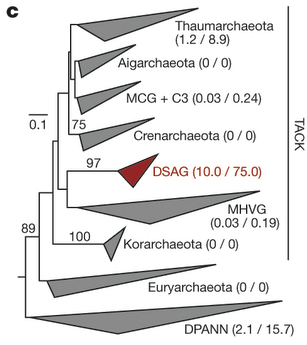 c
Thaumarchaeota
(1.2 / 8.9)
Aigarchaeota (0 / 0)
MCG + C3 (0.03 / 0.24)
0.1
75
Crenarchaeota (0 / 0)
TACK
97
DSAG (10.0 / 75.0)
MHVG
(0.03 / 0.19)
89
100
Korarchaeota (0 / 0)
Euryarchaeota (0 / 0)
DPANN (2.1 / 15.7)